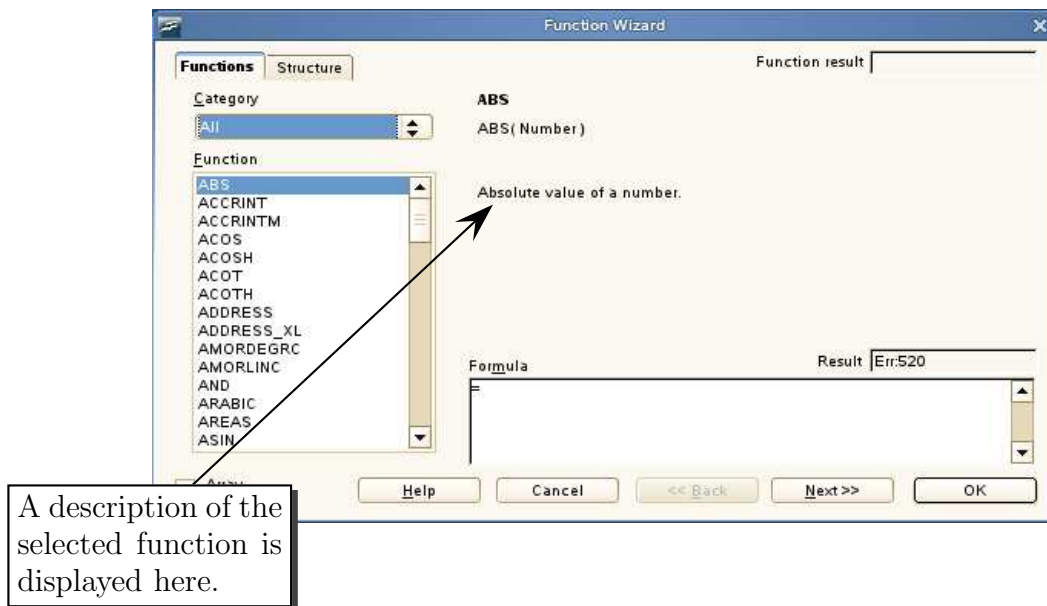 Function Wizard
Functions Structure
Function result
Category
All
Function
ABS
ACCRINT
ACCRINTM
ACOS
ACOSH
ACOT
ACOTH
ADDRESS
ADDRESS_XL
AMORDEGRC
AMORLINC
AND
ARABIC
AREAS
ASIN
ABS
ABS( Number )
Absolute value of a number.
Formula
Result Err:520
=
Array
Help Cancel << Back Next >> OK
A description of the
selected function is
displayed here.